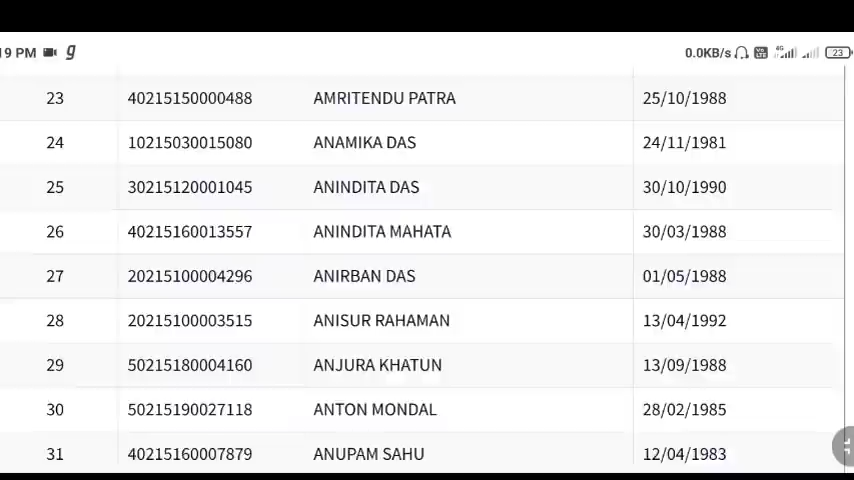 19 PM g 0.0KB/s Vo LTE 4G 23
23 40215150000488 AMRITENDU PATRA 25/10/1988
24 10215030015080 ANAMIKA DAS 24/11/1981
25 30215120001045 ANINDITA DAS 30/10/1990
26 40215160013557 ANINDITA MAHATA 30/03/1988
27 20215100004296 ANIRBAN DAS 01/05/1988
28 20215100003515 ANISUR RAHAMAN 13/04/1992
29 50215180004160 ANJURA KHATUN 13/09/1988
30 50215190027118 ANTON MONDAL 28/02/1985
31 40215160007879 ANUPAM SAHU 12/04/1983